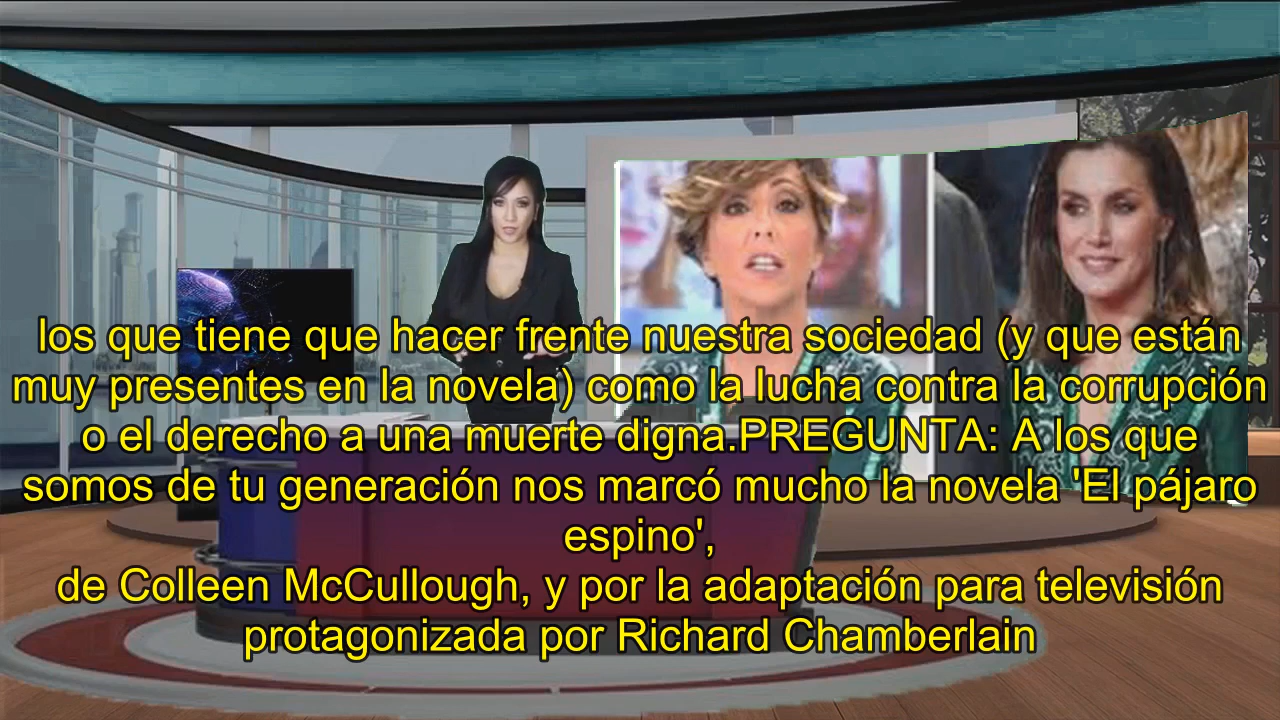 los que tiene que hacer frente nuestra sociedad (y que están
muy presentes en la novela) como la lucha contra la corrupción
o el derecho a una muerte digna.PREGUNTA: A los que
somos de tu generación nos marcó mucho la novela 'El pájaro
espino',
de Colleen McCullough, y por la adaptación para televisión
protagonizada por Richard Chamberlain